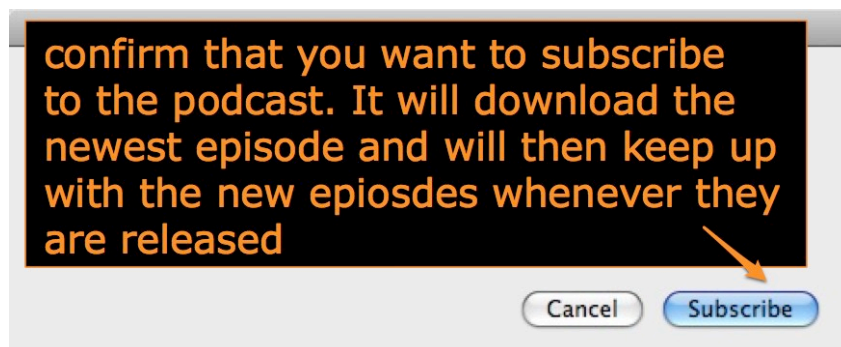 confirm that you want to subscribe
to the podcast. It will download the
newest episode and will then keep up
with the new epiosdes whenever they
are released
Cancel Subscribe